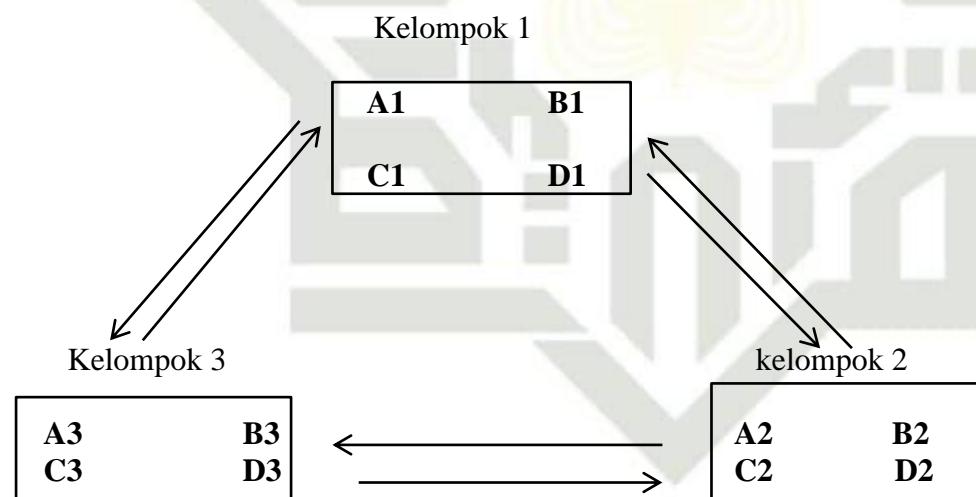 Kelompok 1
A1 B1
C1 D1
Kelompok 3
A3 B3
C3 D3
kelompok 2
A2 B2
C2 D2